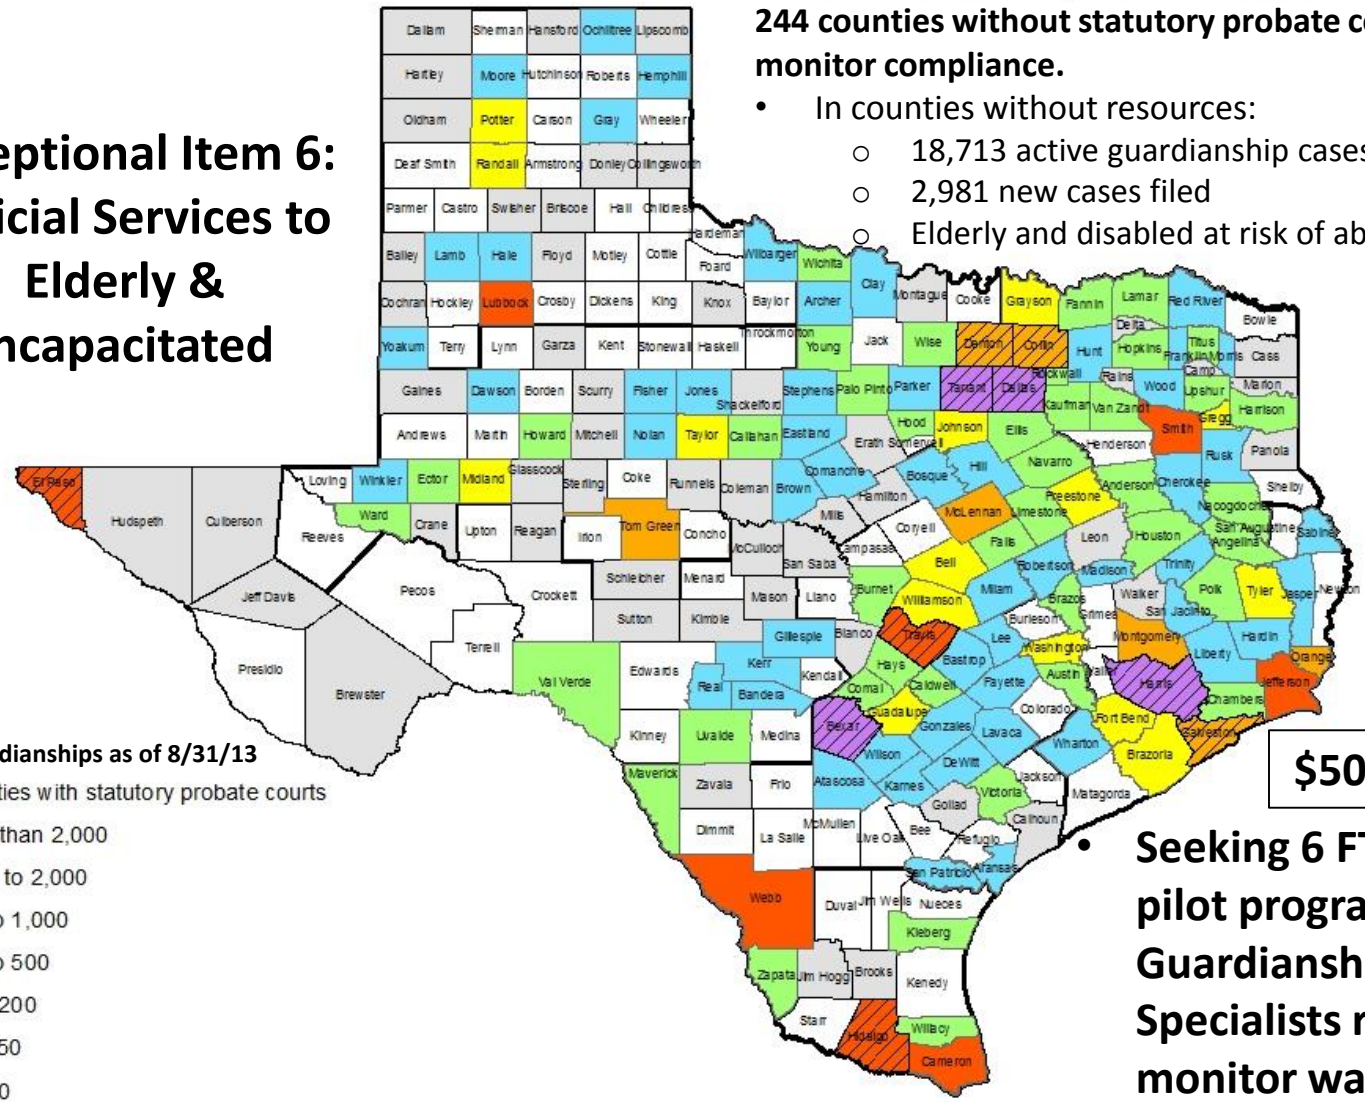 eptional Item 6:
icial Services to
Elderly &
ncapacitated
244 counties without statutory probate co
monitor compliance.
• In counties without resources:
o 18,713 active guardianship cases
o 2,981 new cases filed
o Elderly and disabled at risk of ab
Dallam Sherman Hansford Ochiltree Lipscomb
Hartley Moore Hutchinson Roberts Hemphill
Oldham Potter Carson Gray Wheeler
Deaf Smith Randall Armstrong Donley Collingsworth
Parmer Castro Swisher Briscoe Hall Childress
Hardeman
Bailey Lamb Hale Floyd Motley Cottle Foard Wilbarger Wichita
Clay Montague Cooke Grayson Fannin Lamar Red River Bowie
Cochran Hockley Lubbock Crosby Dickens King Knox Baylor Archer
Delta Titus Franklin Morris Cass
Yoakum Terry Lynn Garza Kent Stonewall Haskell Throckmorton Young Jack Wise Denton Collin Hunt Hopkins
Rockwall Rains Camp Wood Upshur Marion
Gaines Dawson Borden Scurry Fisher Jones Shackelford Stephens Palo Pinto Parker Tarrant Dallas Kaufman Van Zandt Gregg Harrison
Andrews Martin Howard Mitchell Nolan Taylor Callahan Eastland Erath Somervell Hood Johnson Ellis Henderson Smith Rusk Panola
El Paso Hudspeth Culberson Loving Winkler Ector Midland Glasscock Sterling Coke Runnels Coleman Brown Comanche Hamilton Bosque Hill Navarro Anderson Cherokee Shelby
Reeves Ward Crane Upton Reagan Irion Tom Green Concho McCulloch Mills Coryell McLennan Limestone Freestone Nacogdoches San Augustine Sabine
San Saba Lampasas Bell Falls Leon Houston Angelina
Jeff Davis Pecos Crockett Schleicher Menard Mason Llano Burnet Williamson Milam Robertson Madison Trinity Polk Tyler Jasper Newton
Sutton Kimble Gillespie Blanco Travis Lee Burleson Brazos Grimes Walker San Jacinto Hardin
Presidio Brewster Terrell Val Verde Edwards Real Kerr Bandera Kendall Hays Comal Caldwell Bastrop Fayette Washington Austin Waller Montgomery Liberty Orange
Harris Jefferson Chambers
Kinney Uvalde Medina Bexar Guadalupe Gonzales Lavaca Colorado Wharton Fort Bend Brazoria Galveston
Maverick Zavala Frio Atascosa Wilson Karnes DeWitt Victoria Jackson Matagorda
Dimmit La Salle McMullen Live Oak Bee Goliad Refugio Calhoun
San Patricio Aransas
Webb Duval Jim Wells Nueces
Kleberg
Zapata Jim Hogg Brooks Kenedy
Starr Hidalgo Willacy
Cameron
dianships as of 8/31/13
ties with statutory probate courts
than 2,000
to 2,000
1,000
500
200
50
0
$50
• Seeking 6 FT
pilot progra
Guardiansh
Specialists r
monitor wa